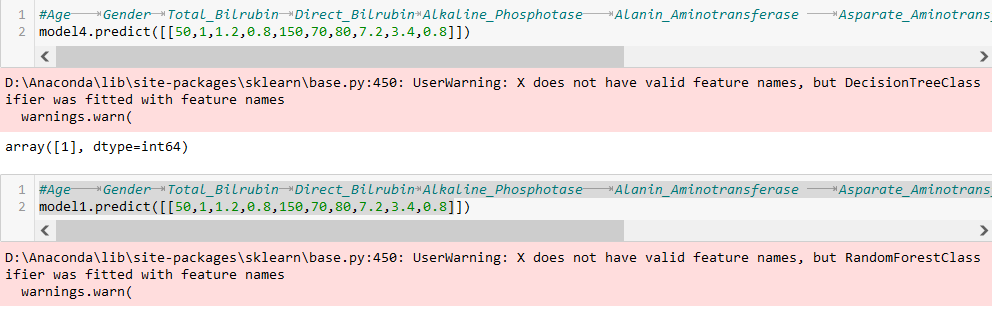 1 #Age Gender Total_Bilrubin Direct_Bilrubin Alkaline_Phosphotase Alanin_Aminotransferase Asparate_Aminotrans
2 model4.predict([[50,1,1.2,0.8,150,70,80,7.2,3.4,0.8]])
D:\Anaconda\lib\site-packages\sklearn\base.py:450: UserWarning: X does not have valid feature names, but DecisionTreeClass
ifier was fitted with feature names
warnings.warn(
array([1], dtype=int64)
1 #Age Gender Total_Bilrubin Direct_Bilrubin Alkaline_Phosphotase Alanin_Aminotransferase Asparate_Aminotrans
2 model1.predict([[50,1,1.2,0.8,150,70,80,7.2,3.4,0.8]])
D:\Anaconda\lib\site-packages\sklearn\base.py:450: UserWarning: X does not have valid feature names, but RandomForestClass
ifier was fitted with feature names
warnings.warn(